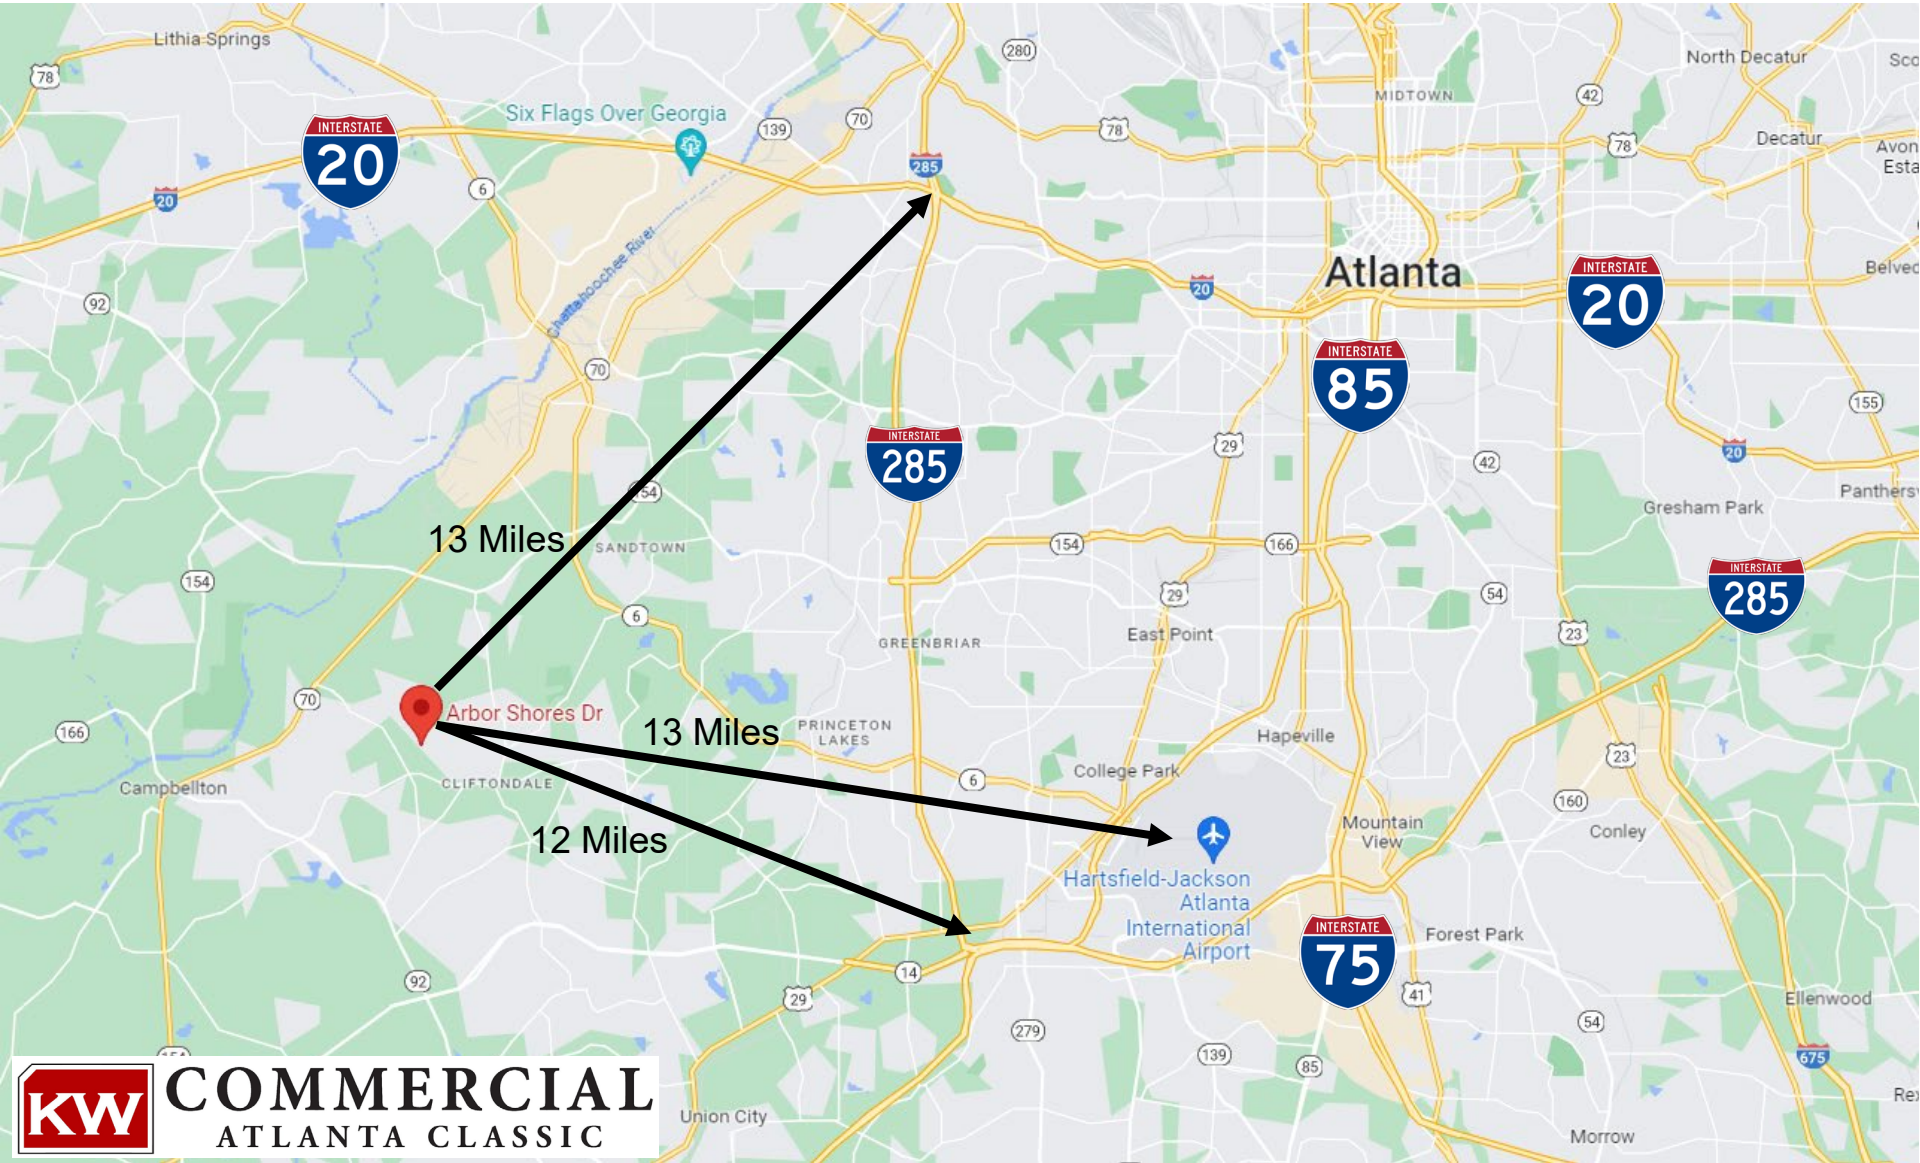 Lithia Springs
78
INTERSTATE
20
20
6
Six Flags Over Georgia
139
70
285
280
78
MIDTOWN
42
North Decatur
78
Decatur
Avon
Esta
92
Chattahoochee River
70
20
Atlanta
INTERSTATE
20
Belved
INTERSTATE
85
155
INTERSTATE
285
29
42
20
Gresham Park
Panthers
13 Miles
SANDTOWN
154
166
154
INTERSTATE
285
6
29
54
23
GREENBRIAR
East Point
70
Arbor Shores Dr
166
13 Miles
PRINCETON
LAKES
Hapeville
23
Campbellton
CLIFTONDALE
6
College Park
160
12 Miles
Mountain
View
Conley
Hartsfield-Jackson
Atlanta
International
Airport
INTERSTATE
75
Forest Park
92
14
29
41
Ellenwood
279
54
139
85
675
KW
COMMERCIAL
ATLANTA CLASSIC
Union City
Morrow